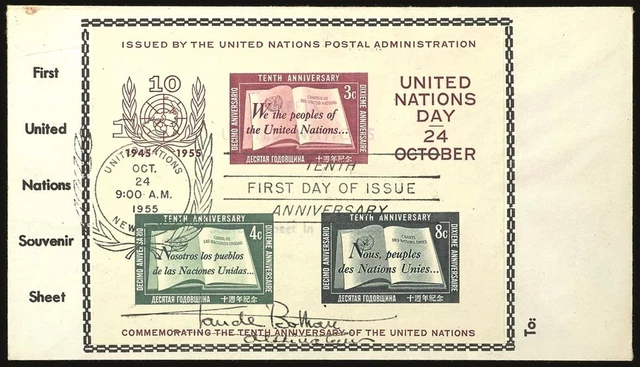 ISSUED BY THE UNITED NATIONS POSTAL ADMINISTRATION
First
United
Nations
Souvenir
Sheet
10
1945 1955
UNITED NATIONS
OCT.
24
9:00 A.M.
1955
NEW
TENTH ANNIVERSARY
3c
DECIMO ANIVERSARIO
DIXIÈME ANNIVERSAIRE
We the peoples of
the United Nations...
ДЕСЯТАЯ ГОДОВЩИНА 十週年紀念
UNITED
NATIONS
DAY
24
OCTOBER
TENTH
FIRST DAY OF ISSUE
ANNIVERSARY
TENTH ANNIVERSARY
4c
DECIMO ANIVERSARIO
DIXIÈME ANNIVERSAIRE
Nosotros los pueblos
de las Naciones Unidas...
ДЕСЯТАЯ ГОДОВЩИНА 十週年紀念
TENTH ANNIVERSARY
8c
DECIMO ANIVERSARIO
DIXIÈME ANNIVERSAIRE
Nous, peuples
des Nations Unies...
ДЕСЯТАЯ ГОДОВЩИНА 十週年紀念
COMMEMORATING THE TENTH ANNIVERSARY OF THE UNITED NATIONS
To: